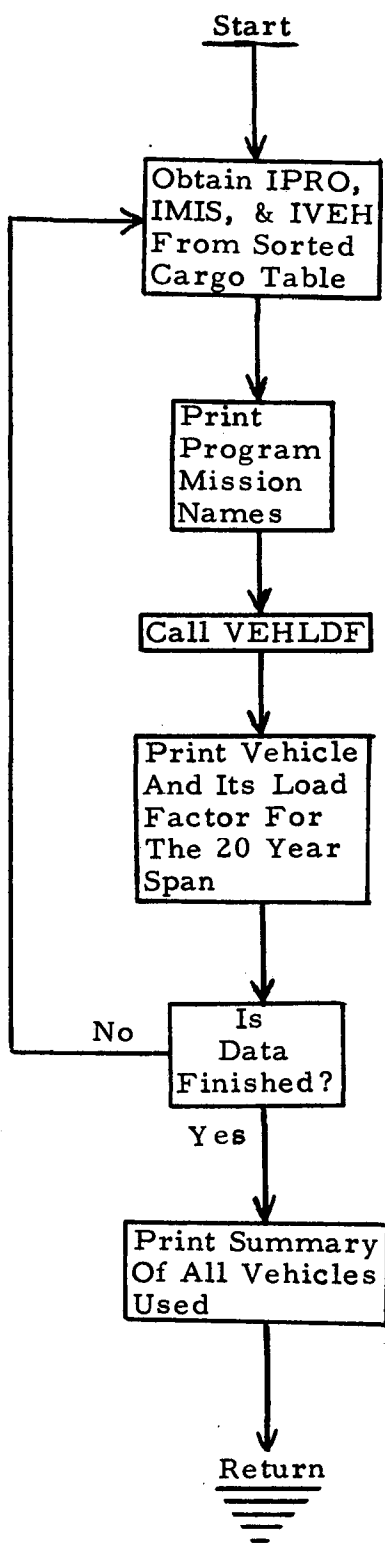 Start
Obtain IPRO,
IMIS, & IVEH
From Sorted
Cargo Table
Print
Program
Mission
Names
Call VEHLDF
Print Vehicle
And Its Load
Factor For
The 20 Year
Span
Is
Data
Finished?
No
Yes
Print Summary
Of All Vehicles
Used
Return